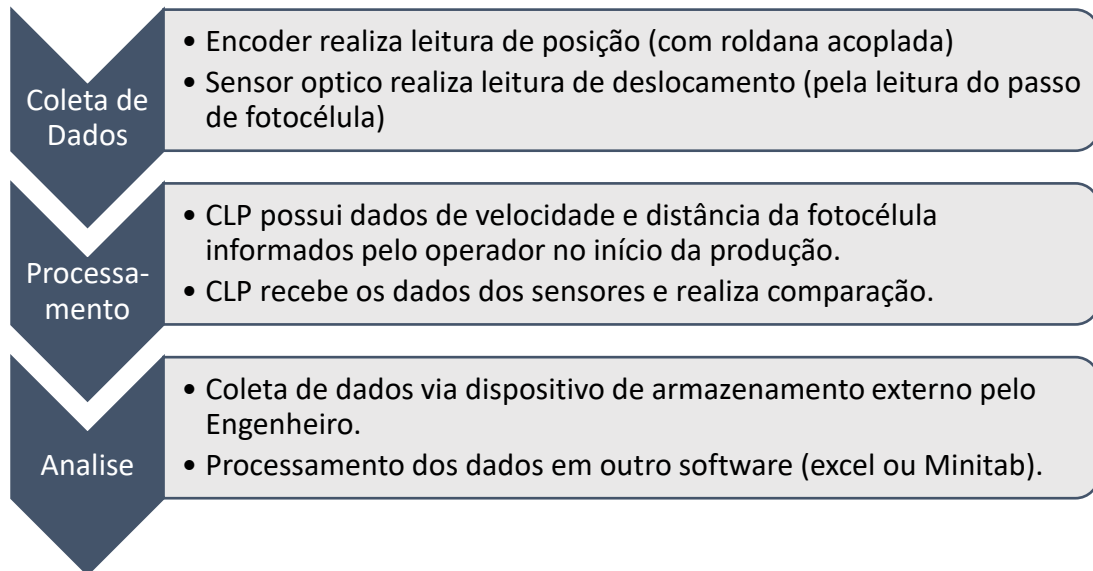 Coleta de
Dados
• Encoder realiza leitura de posição (com roldana acoplada)
• Sensor optico realiza leitura de deslocamento (pela leitura do passo
de fotocélula)
Processa-
mento
• CLP possui dados de velocidade e distância da fotocélula
informados pelo operador no início da produção.
• CLP recebe os dados dos sensores e realiza comparação.
Analise
• Coleta de dados via dispositivo de armazenamento externo pelo
Engenheiro.
• Processamento dos dados em outro software (excel ou Minitab).